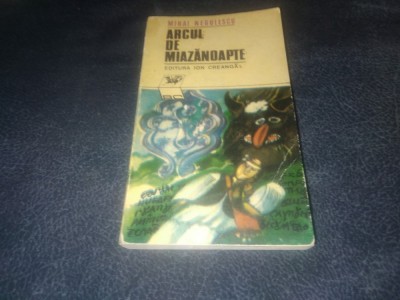 MIHAI NEGULESCU
ARCUL
DE
MIAZĂNOAPTE
EDITURA ION CREANGĂ